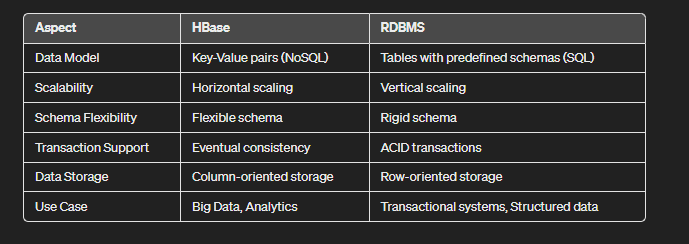 Aspect HBase RDBMS
Data Model Key-Value pairs (NoSQL) Tables with predefined schemas (SQL)
Scalability Horizontal scaling Vertical scaling
Schema Flexibility Flexible schema Rigid schema
Transaction Support Eventual consistency ACID transactions
Data Storage Column-oriented storage Row-oriented storage
Use Case Big Data, Analytics Transactional systems, Structured data